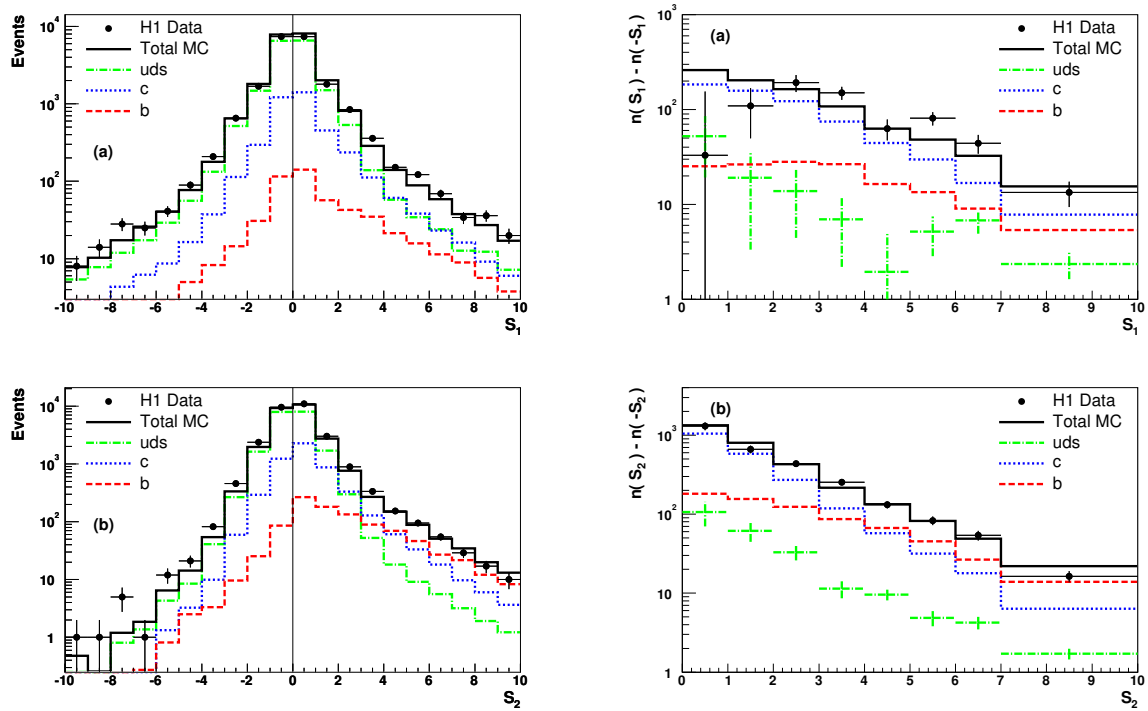 Events
10⁴
10³
10²
10
H1 Data
Total MC
uds
c
b
(a)
-10 -8 -6 -4 -2 0 2 4 6 8 10
S₁
n( S₁ ) - n( -S₁ )
10³
10²
10
1
(a)
H1 Data
Total MC
uds
c
b
0 1 2 3 4 5 6 7 8 9 10
S₁
Events
10⁴
10³
10²
10
1
H1 Data
Total MC
uds
c
b
(b)
-10 -8 -6 -4 -2 0 2 4 6 8 10
S₂
n( S₂ ) - n( -S₂ )
10³
10²
10
1
(b)
H1 Data
Total MC
uds
c
b
0 1 2 3 4 5 6 7 8 9 10
S₂